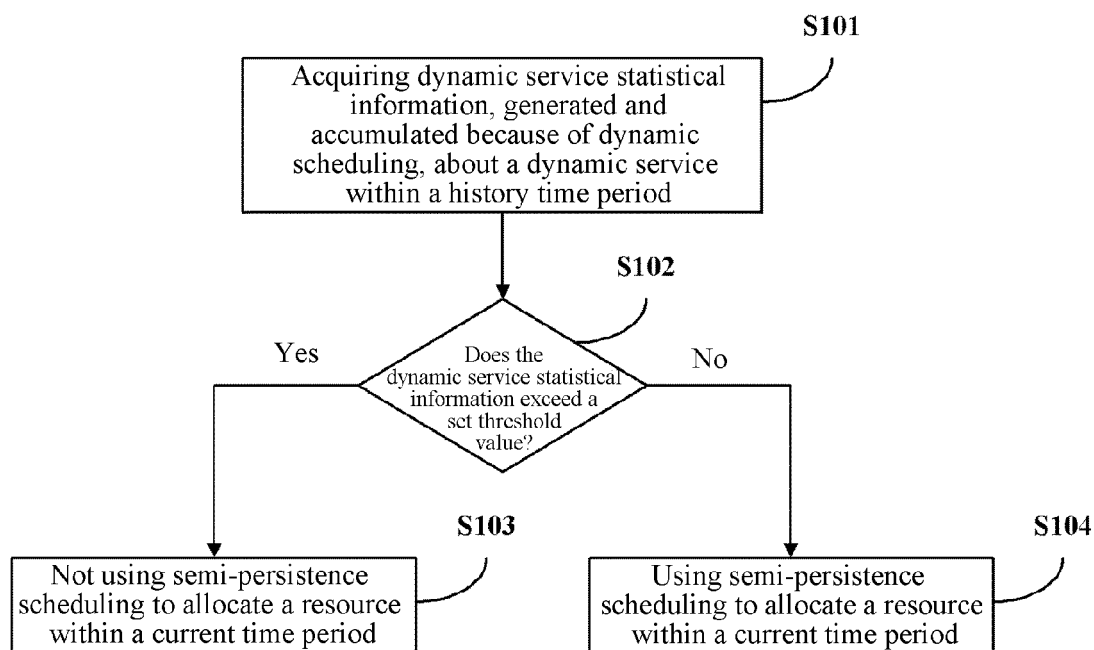 S101
Acquiring dynamic service statistical
information, generated and
accumulated because of dynamic
scheduling, about a dynamic service
within a history time period
S102
Yes
No
Does the
dynamic service statistical
information exceed a
set threshold
value?
S103
S104
Not using semi-persistence
scheduling to allocate a resource
within a current time period
Using semi-persistence
scheduling to allocate a resource
within a current time period